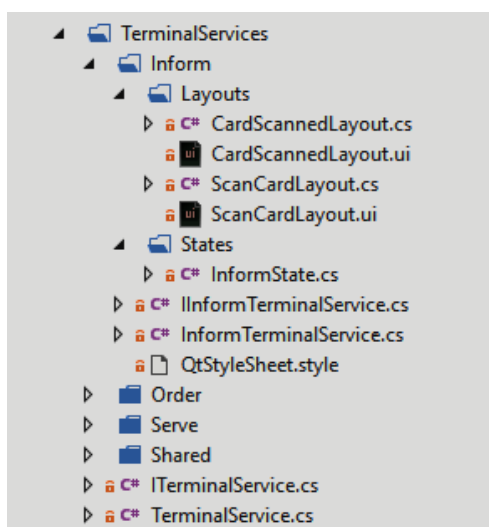 TerminalServices
Inform
Layouts
C# CardScannedLayout.cs
ui CardScannedLayout.ui
C# ScanCardLayout.cs
ui ScanCardLayout.ui
States
C# InformState.cs
C# IInformTerminalService.cs
C# InformTerminalService.cs
QtStyleSheet.style
Order
Serve
Shared
C# ITerminalService.cs
C# TerminalService.cs